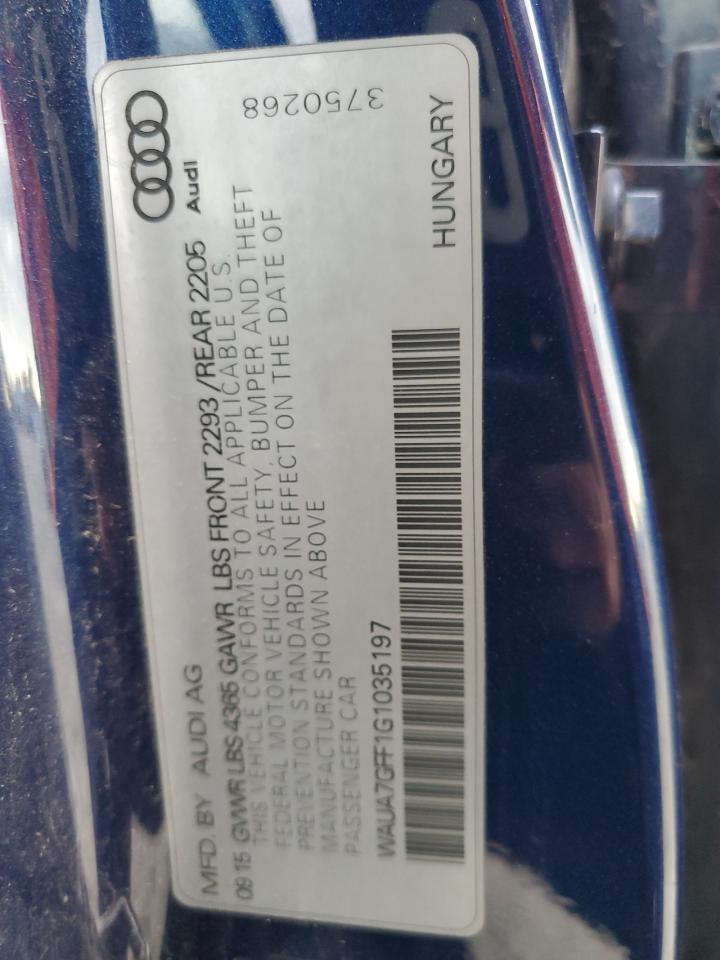 MFD. BY AUDI AG
Audi
09 15 GVWR LBS 4365 GAWR LBS FRONT 2293 /REAR 2205
THIS VEHICLE CONFORMS TO ALL APPLICABLE U.S.
FEDERAL MOTOR VEHICLE SAFETY, BUMPER AND THEFT
PREVENTION STANDARDS IN EFFECT ON THE DATE OF
MANUFACTURE SHOWN ABOVE
PASSENGER CAR
WAUA7GFF1G1035197
HUNGARY
3750268